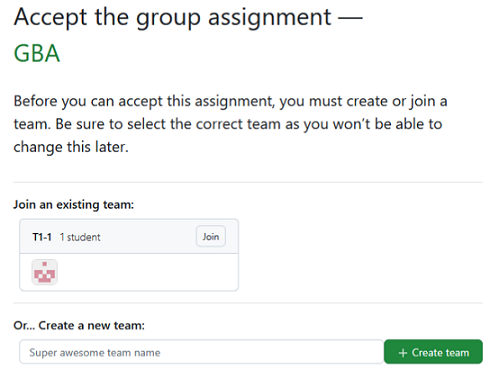 Accept the group assignment —
GBA
Before you can accept this assignment, you must create or join a
team. Be sure to select the correct team as you won't be able to
change this later.
Join an existing team:
T1-1 1 student Join
Or... Create a new team:
Super awesome team name + Create team